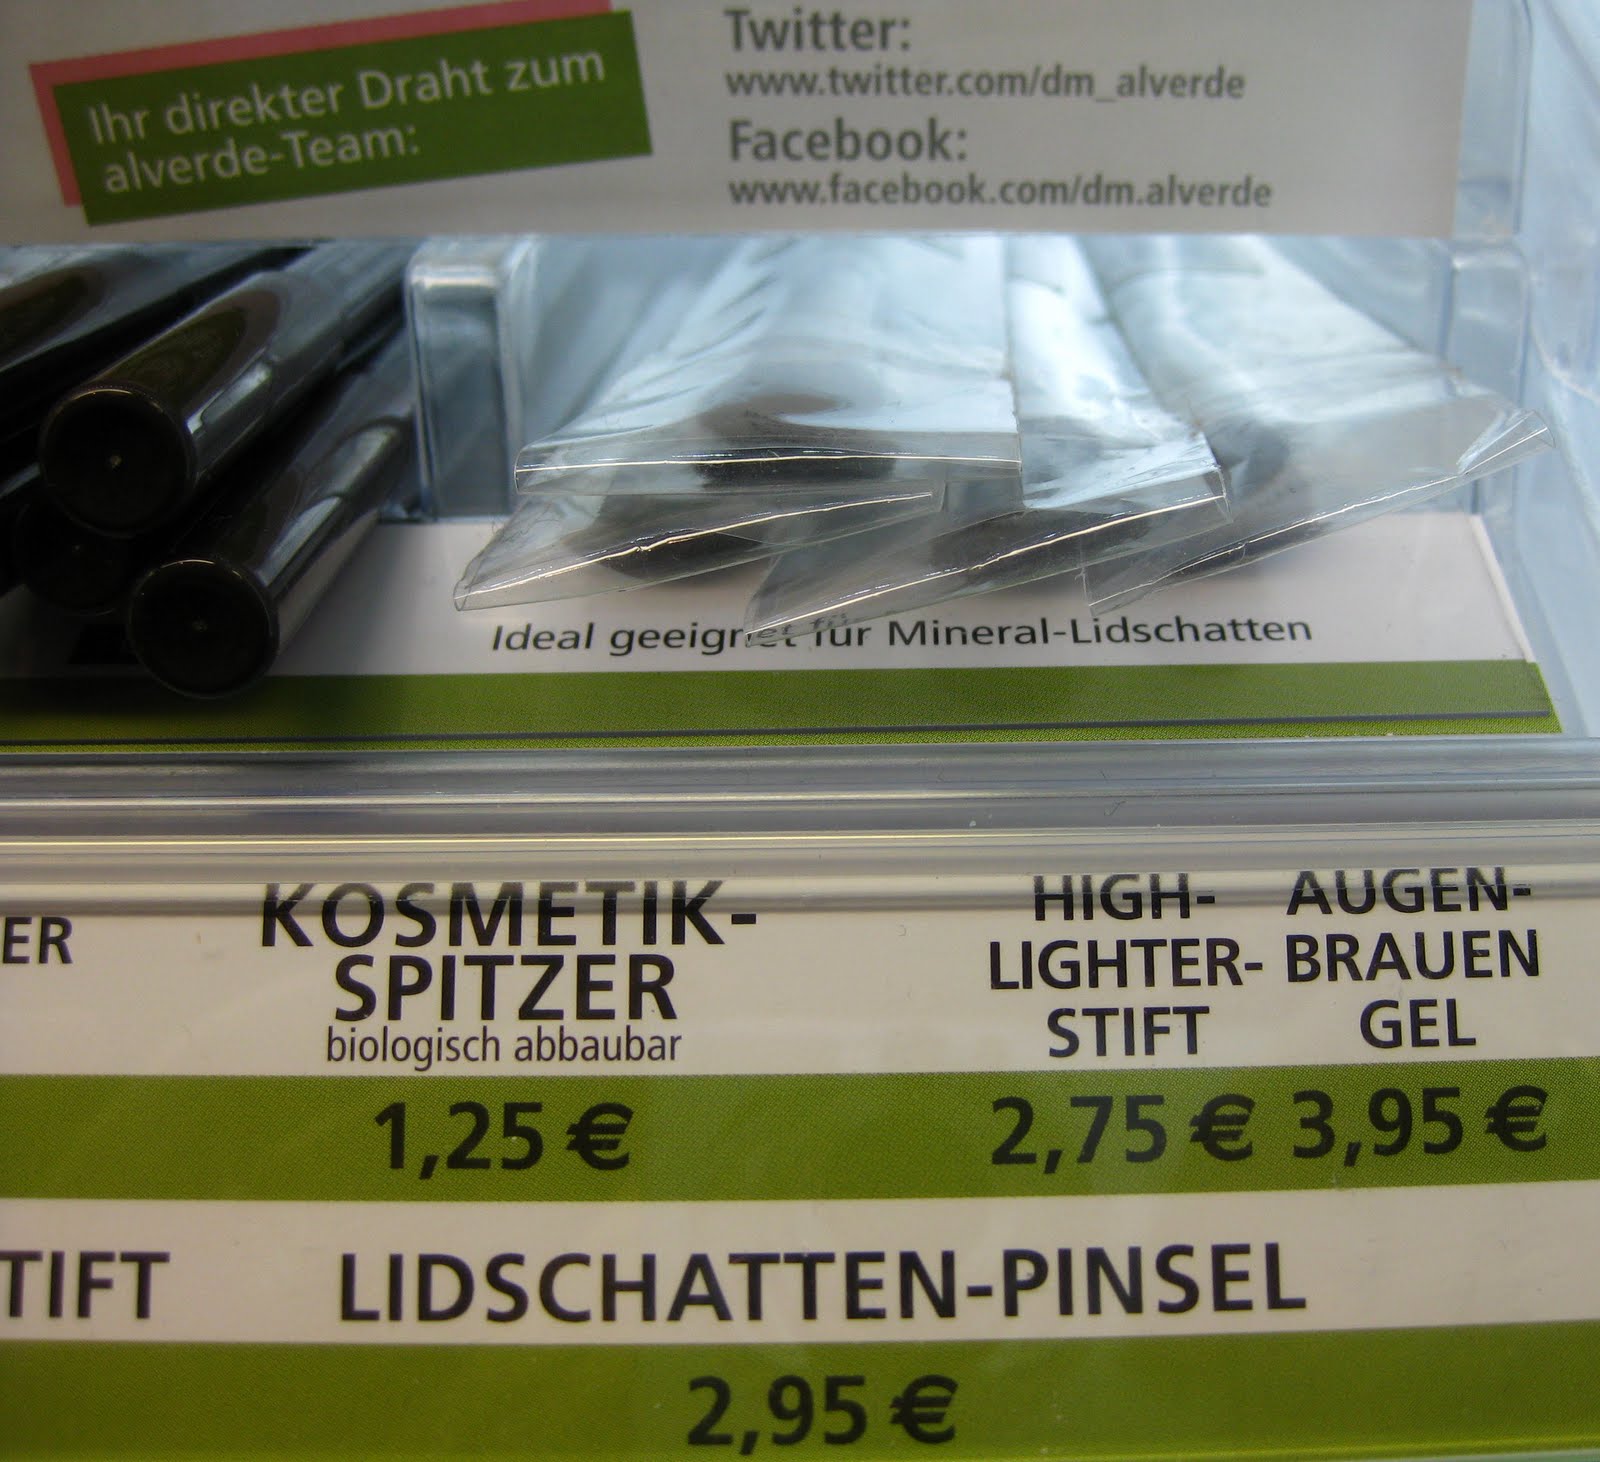 Ihr direkter Draht zum
alverde-Team:
Twitter:
www.twitter.com/dm_alverde
Facebook:
www.facebook.com/dm.alverde
Ideal geeignet für Mineral-Lidschatten
ER
KOSMETIK-
SPITZER
biologisch abbaubar
1,25 €
HIGH-
LIGHTER-
STIFT
2,75 €
AUGEN-
BRAUEN
GEL
3,95 €
TIFT
LIDSCHATTEN-PINSEL
2,95 €